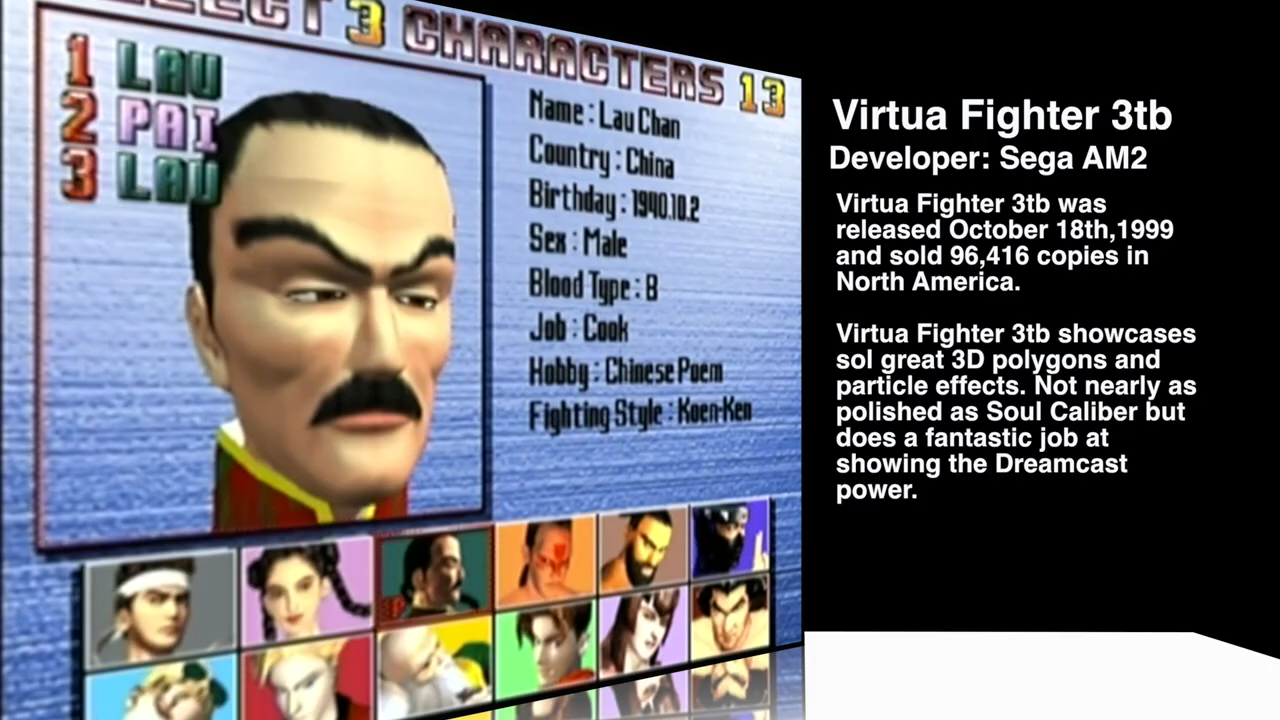 LECT 3 CHARACTERS 13
1 LAU
2 PAI
3 LAU
Name : Lau Chan
Country : China
Birthday : 1940.10.2
Sex : Male
Blood Type : B
Job : Cook
Hobby : Chinese Poem
Fighting Style : Koen-Ken
Virtua Fighter 3tb
Developer: Sega AM2
Virtua Fighter 3tb was
released October 18th,1999
and sold 96,416 copies in
North America.
Virtua Fighter 3tb showcases
sol great 3D polygons and
particle effects. Not nearly as
polished as Soul Caliber but
does a fantastic job at
showing the Dreamcast
power.